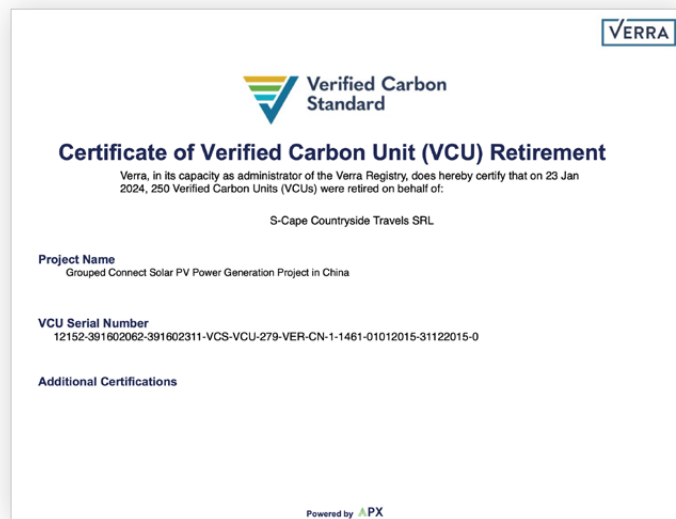 VERRA
Verified Carbon
Standard
Certificate of Verified Carbon Unit (VCU) Retirement
Verra, in its capacity as administrator of the Verra Registry, does hereby certify that on 23 Jan
2024, 250 Verified Carbon Units (VCUs) were retired on behalf of:
S-Cape Countryside Travels SRL
Project Name
Grouped Connect Solar PV Power Generation Project in China
VCU Serial Number
12152-391602062-391602311-VCS-VCU-279-VER-CN-1-1461-01012015-31122015-0
Additional Certifications
Powered by APX